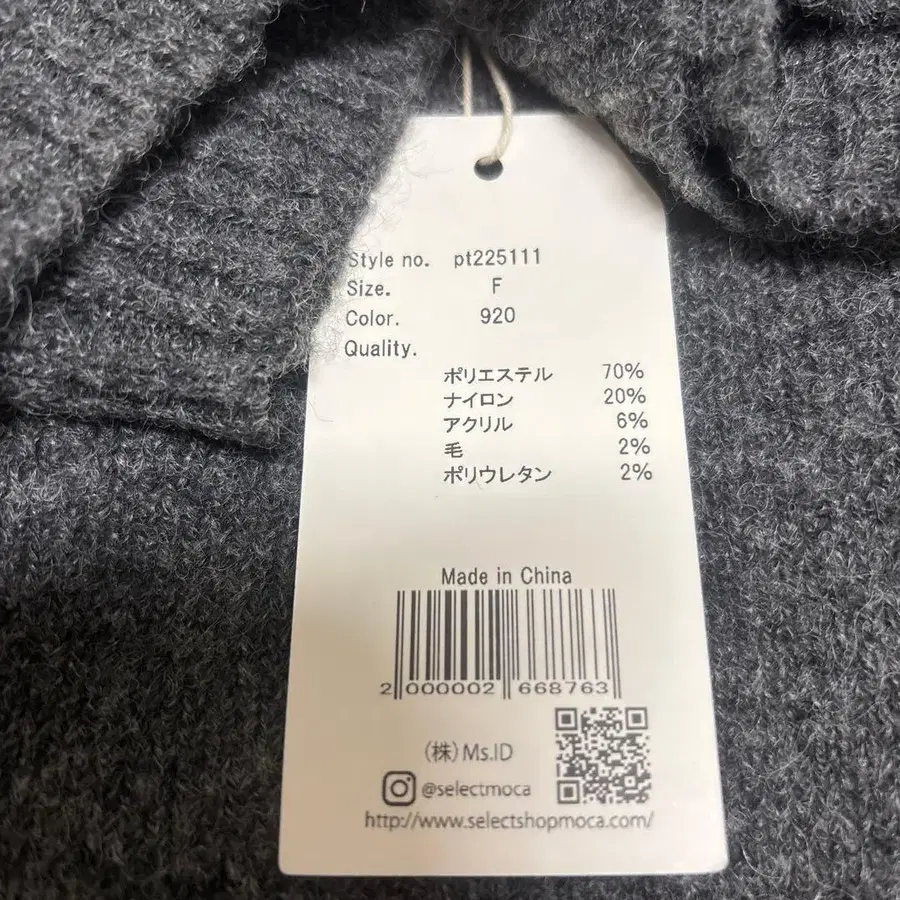 Style no. pt225111
Size. F
Color. 920
Quality.
ポリエステル 70%
ナイロン 20%
アクリル 6%
毛 2%
ポリウレタン 2%
Made in China
2 000002 668763
(株)Ms.ID
@selectmoca
http://www.selectshopmoca.com/